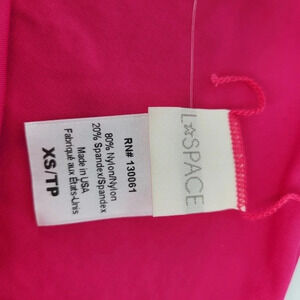 L★SPACE
RN# 130061
80% Nylon/Nylon
20% Spandex/Spandex
Made in USA
Fabriqué aux États-Unis
XS/TP